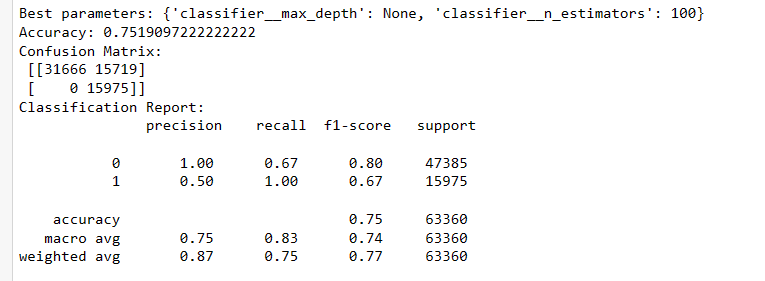 Best parameters: {'classifier__max_depth': None, 'classifier__n_estimators': 100}
Accuracy: 0.7519097222222222
Confusion Matrix:
[[31666 15719]
[    0 15975]]
Classification Report:
precision    recall  f1-score   support
0       1.00      0.67      0.80     47385
1       0.50      1.00      0.67     15975
accuracy                           0.75     63360
macro avg       0.75      0.83      0.74     63360
weighted avg       0.87      0.75      0.77     63360